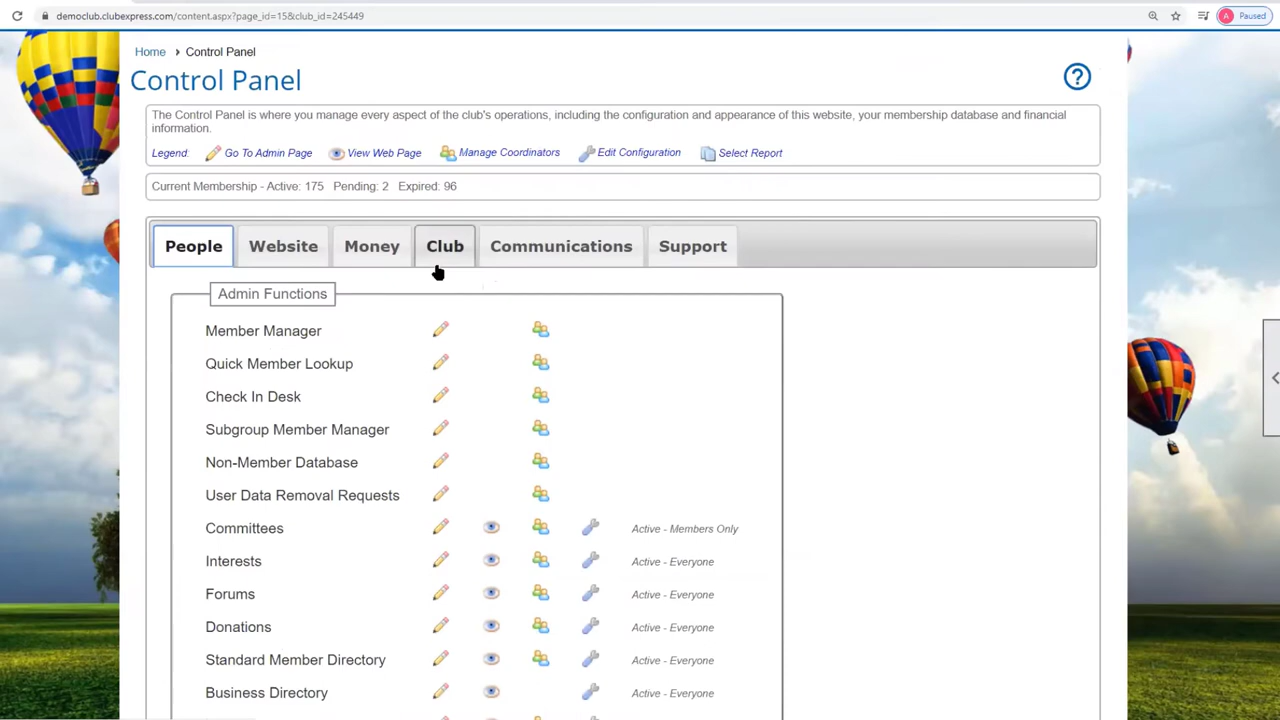 democlub.clubexpress.com/content.aspx?page_id=15&club_id=245449
A Paused
Home > Control Panel
Control Panel
?
The Control Panel is where you manage every aspect of the club's operations, including the configuration and appearance of this website, your membership database and financial
information.
Legend: Go To Admin Page View Web Page Manage Coordinators Edit Configuration Select Report
Current Membership - Active: 175 Pending: 2 Expired: 96
People Website Money Club Communications Support
Admin Functions
Member Manager
Quick Member Lookup
Check In Desk
Subgroup Member Manager
Non-Member Database
User Data Removal Requests
Committees Active - Members Only
Interests Active - Everyone
Forums Active - Everyone
Donations Active - Everyone
Standard Member Directory Active - Everyone
Business Directory Active - Everyone